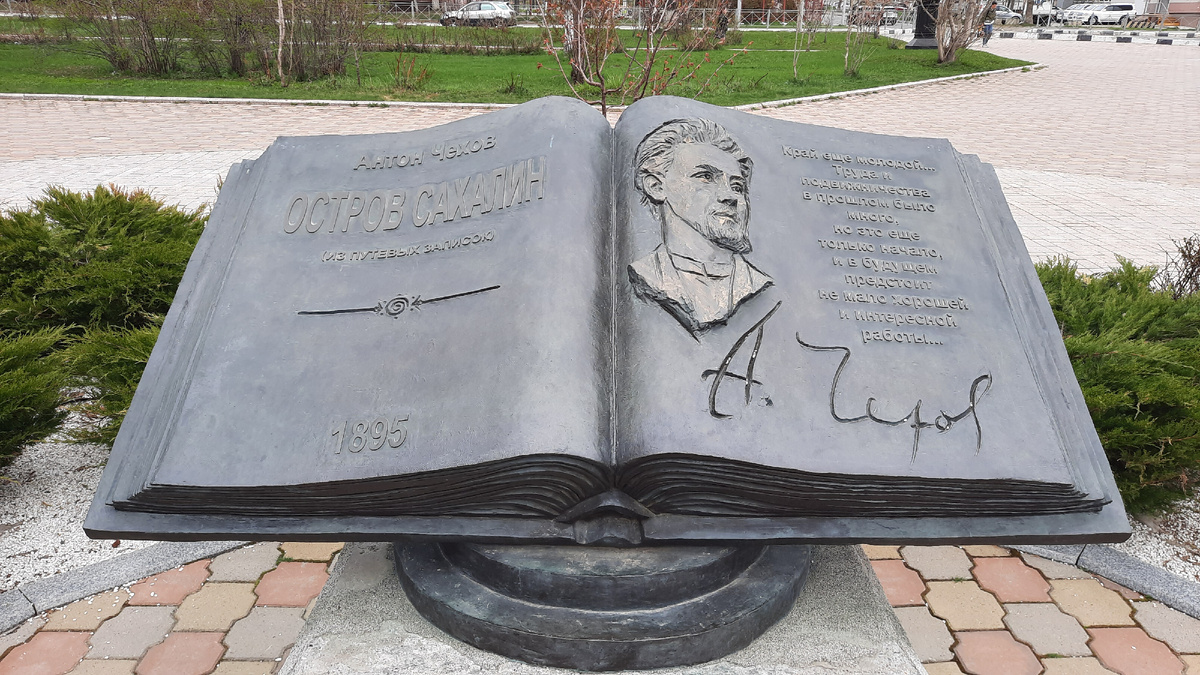 Антон Чехов
ОСТРОВ САХАЛИН
(ИЗ ПУТЕВЫХ ЗАПИСОК)
1895
Край еще молодой...
Труда и
подвижничества
в прошлом было
много,
но это еще
только начало,
и в будущем
предстоит
не мало хорошей
и интересной
работы...
А. Чехов